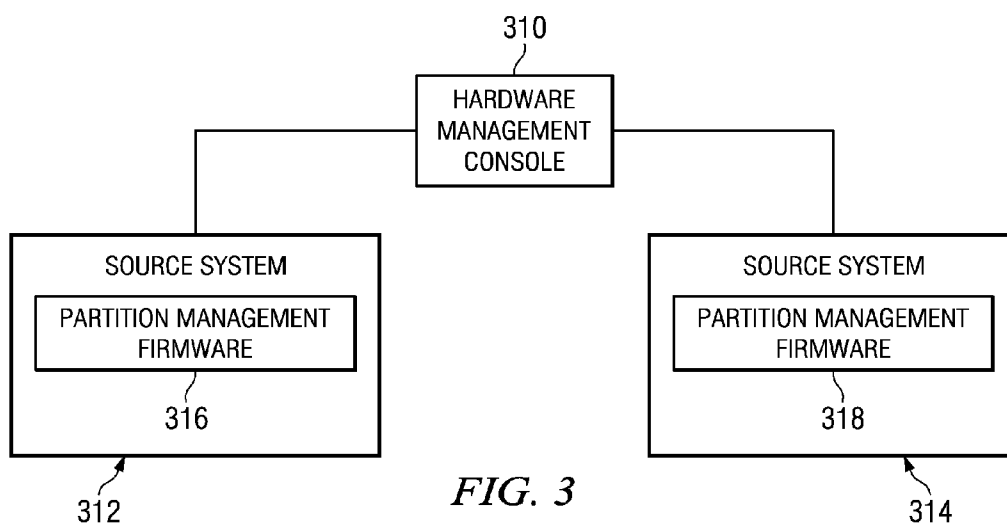 310
HARDWARE
MANAGEMENT
CONSOLE
SOURCE SYSTEM
PARTITION MANAGEMENT
FIRMWARE
316
312
SOURCE SYSTEM
PARTITION MANAGEMENT
FIRMWARE
318
314
FIG. 3